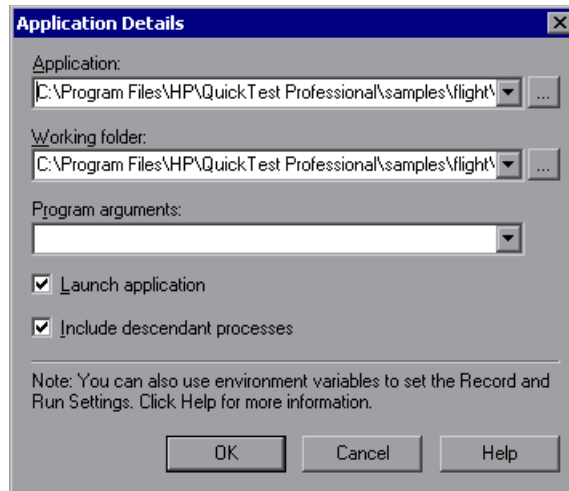 Application Details
Application:
C:\Program Files\HP\QuickTest Professional\samples\flight\
...
Working folder:
C:\Program Files\HP\QuickTest Professional\samples\flight\
...
Program arguments:
Launch application
Include descendant processes
Note: You can also use environment variables to set the Record and
Run Settings. Click Help for more information.
OK Cancel Help